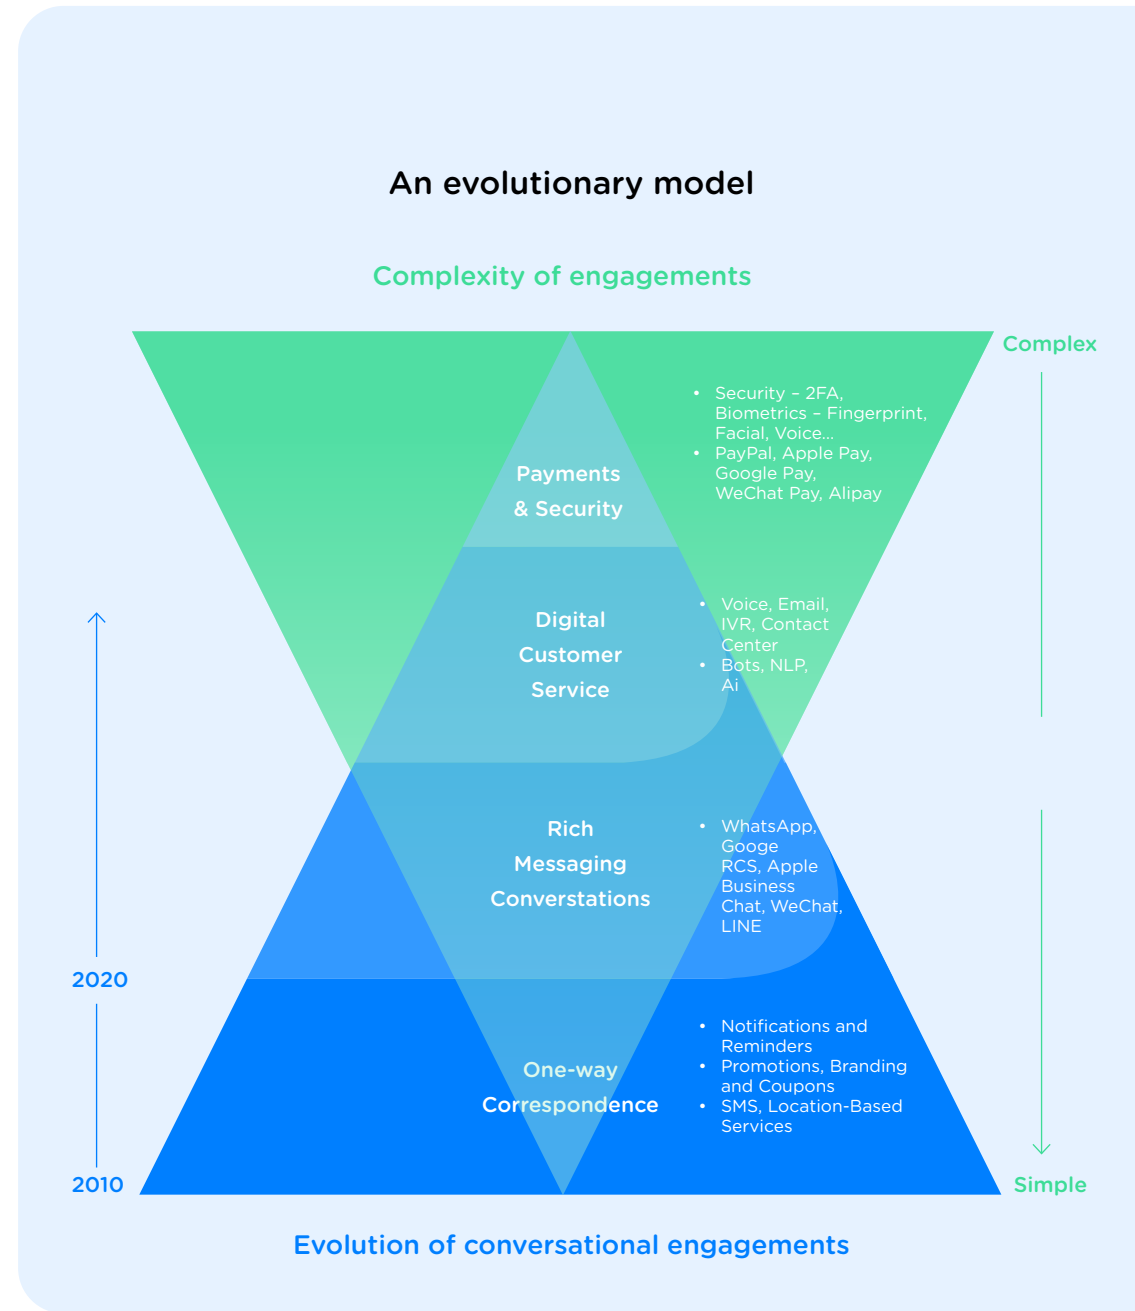 An evolutionary model
Complexity of engagements
Complex
• Security – 2FA,
Biometrics – Fingerprint,
Facial, Voice...
• PayPal, Apple Pay,
Google Pay,
WeChat Pay, Alipay
Payments
& Security
• Voice, Email,
IVR, Contact
Center
• Bots, NLP,
Ai
Digital
Customer
Service
• WhatsApp,
Googe
RCS, Apple
Business
Chat, WeChat,
LINE
Rich
Messaging
Converstations
2020
• Notifications and
Reminders
• Promotions, Branding
and Coupons
• SMS, Location-Based
Services
One-way
Correspondence
2010
Simple
Evolution of conversational engagements